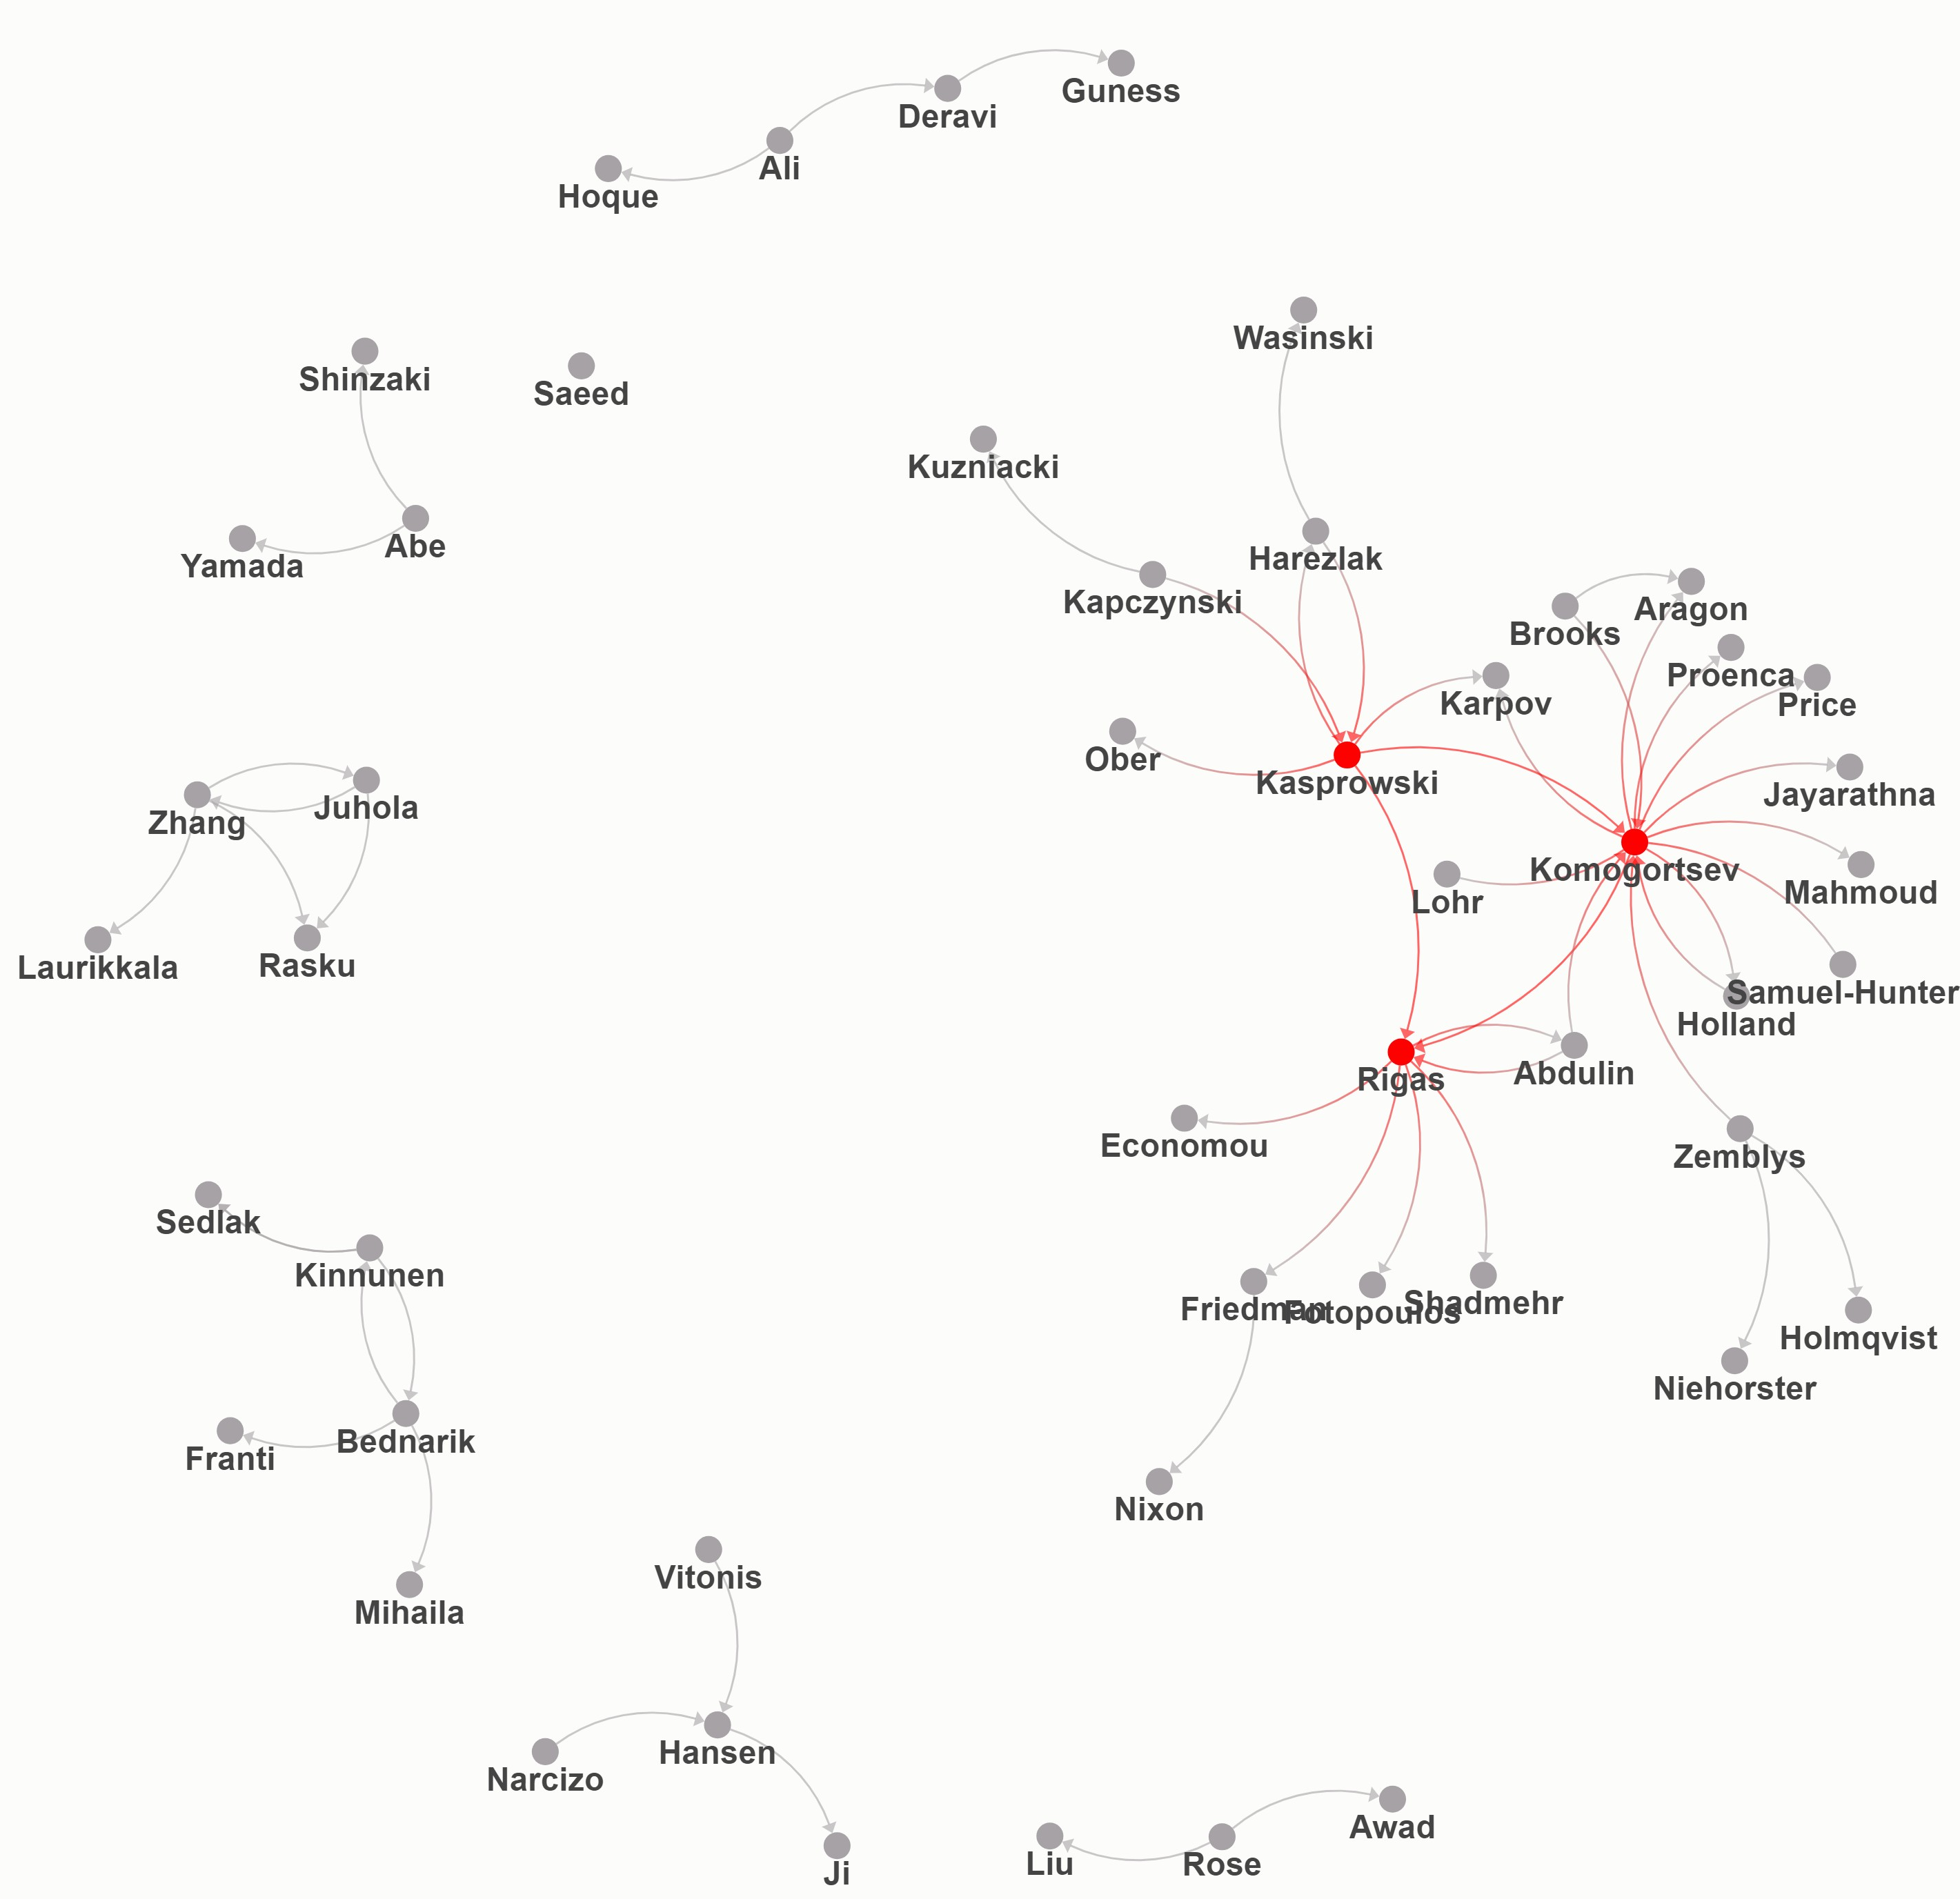 Guness
Deravi
Ali
Hoque
Wasinski
Shinzaki
Saeed
Kuzniacki
Abe
Harezlak
Yamada
Kapczynski
Aragon
Brooks
Proenca
Karpov
Price
Ober
Kasprowski
Jayarathna
Juhola
Zhang
Komogortsev
Mahmoud
Lohr
Rasku
Laurikkala
Samuel-Hunter
Holland
Abdulin
Rigas
Economou
Zemblys
Sedlak
Kinnunen
Shadmehr
Friedman
Fotopoulos
Holmqvist
Niehorster
Bednarik
Franti
Nixon
Vitonis
Mihaila
Hansen
Narcizo
Awad
Liu
Rose
Ji